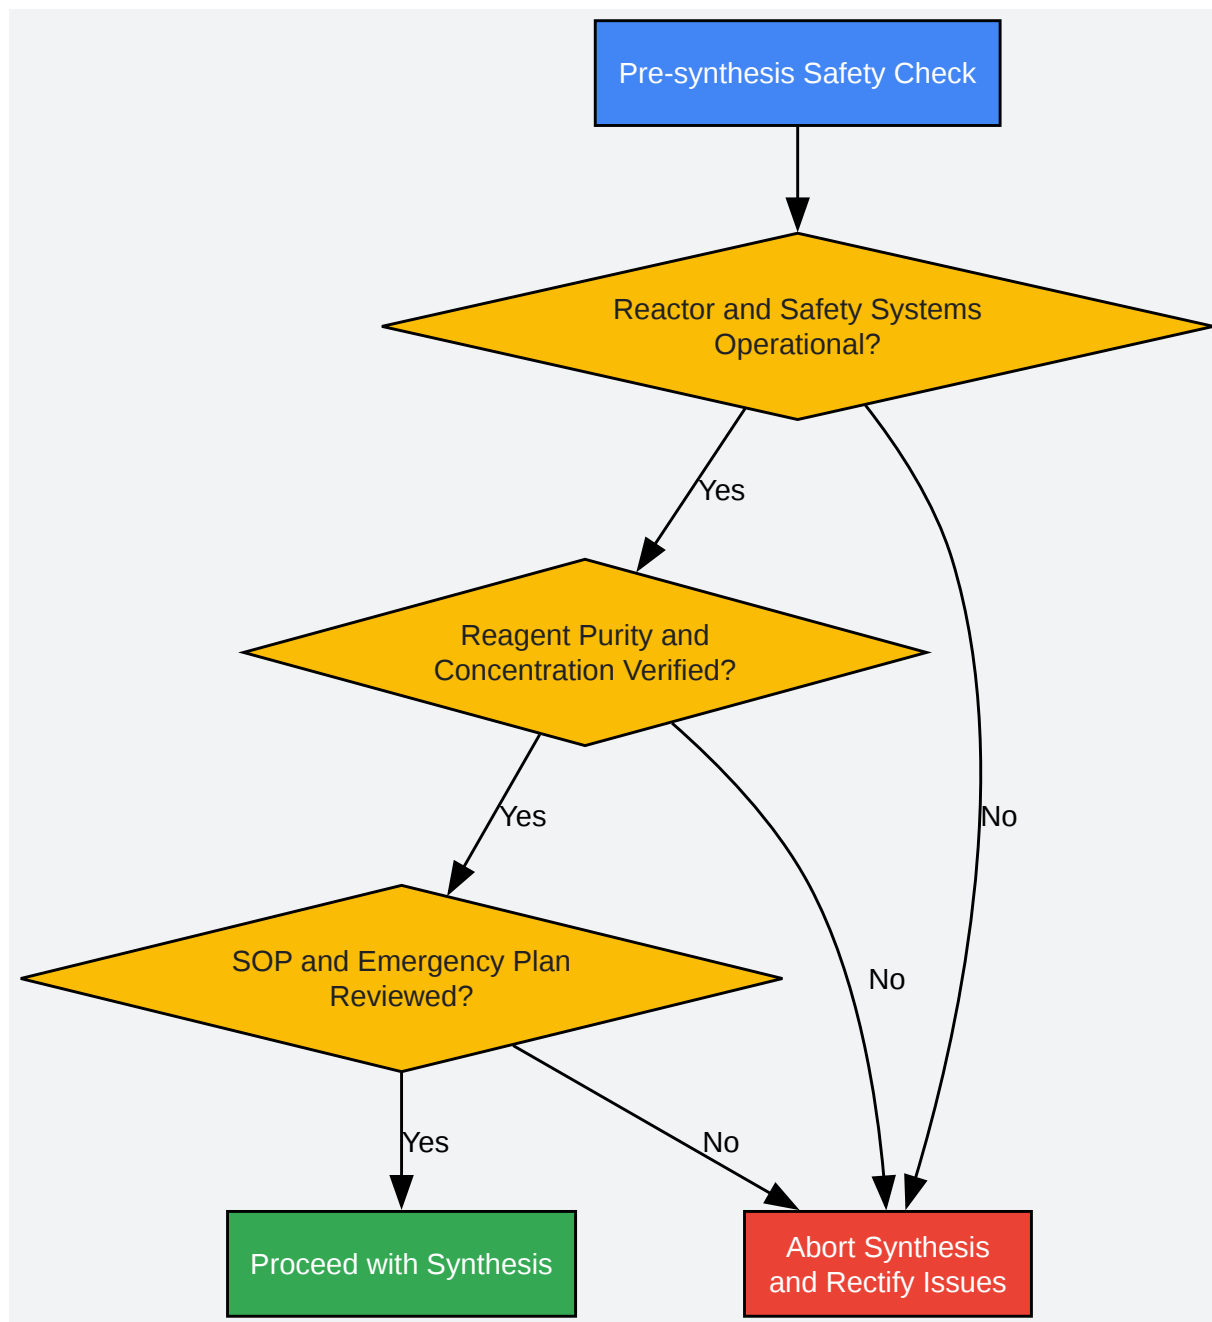 Pre-synthesis Safety Check
Reactor and Safety Systems
Operational?
Yes
Reagent Purity and
Concentration Verified?
Yes
No
SOP and Emergency Plan
Reviewed?
No
Yes
No
Proceed with Synthesis
Abort Synthesis
and Rectify Issues